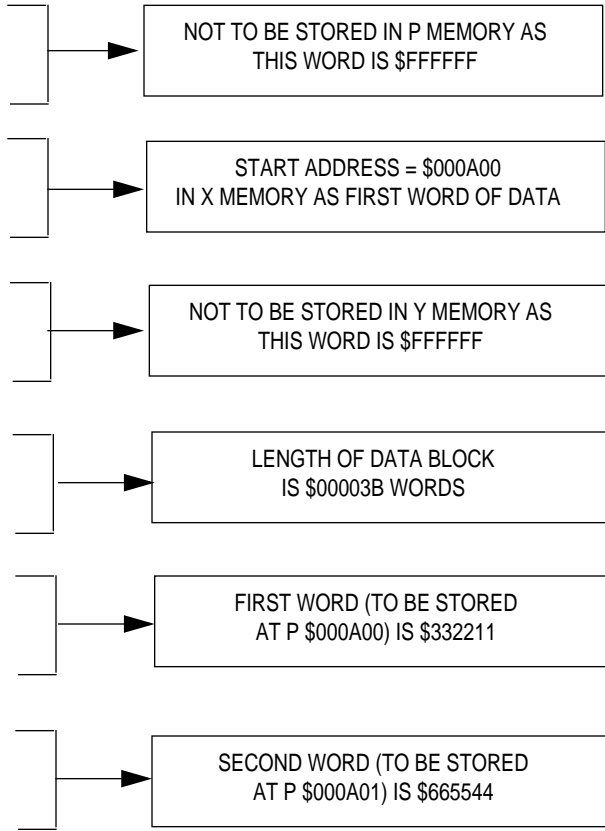 NOT TO BE STORED IN P MEMORY AS
THIS WORD IS $FFFFFF
START ADDRESS = $000A00
IN X MEMORY AS FIRST WORD OF DATA
NOT TO BE STORED IN Y MEMORY AS
THIS WORD IS $FFFFFF
LENGTH OF DATA BLOCK
IS $00003B WORDS
FIRST WORD (TO BE STORED
AT P $000A00) IS $332211
SECOND WORD (TO BE STORED
AT P $000A01) IS $665544